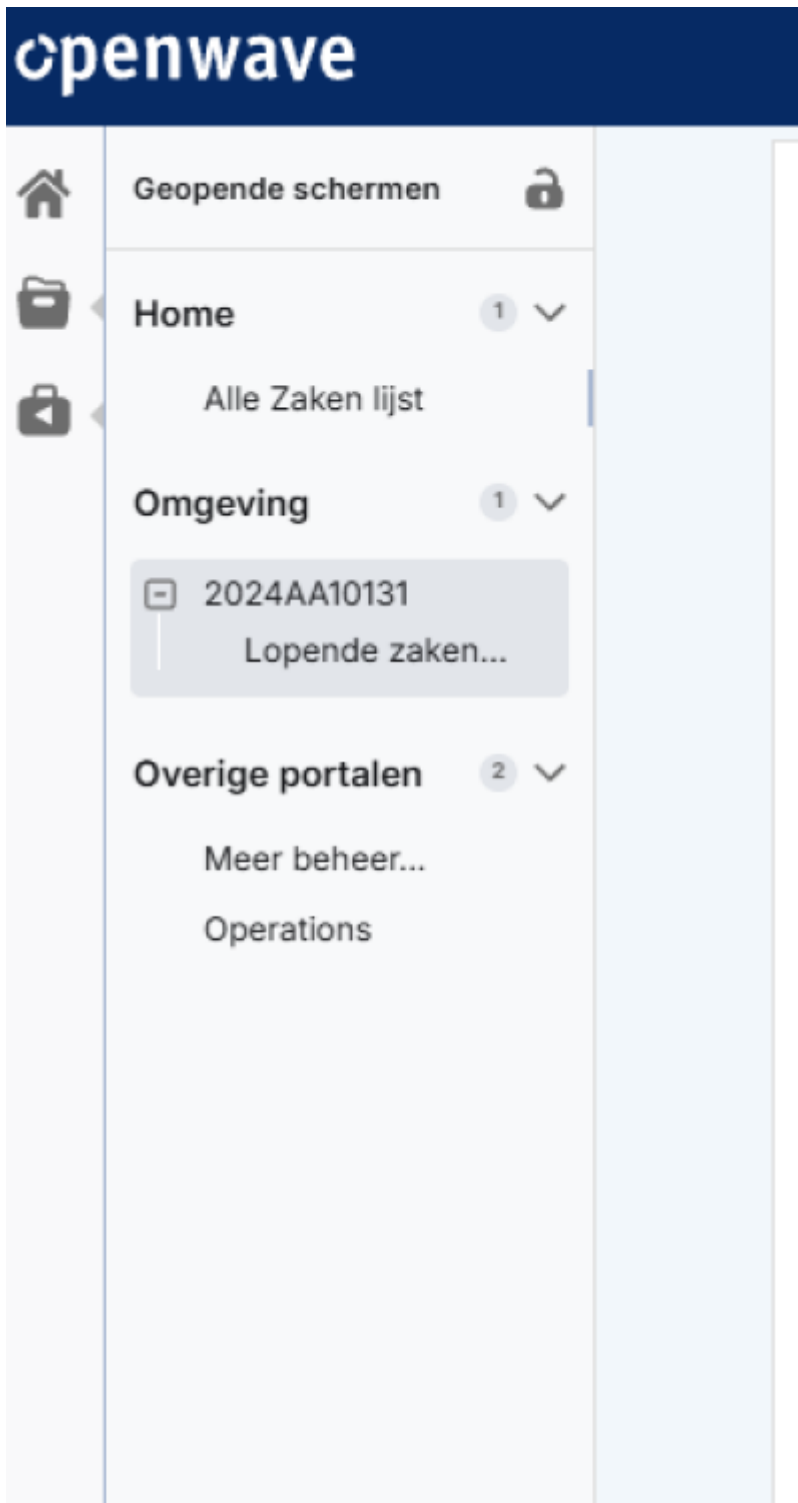 openwave
Geopende schermen
Home 1
Alle Zaken lijst
Omgeving 1
2024AA10131
Lopende zaken...
Overige portalen 2
Meer beheer...
Operations